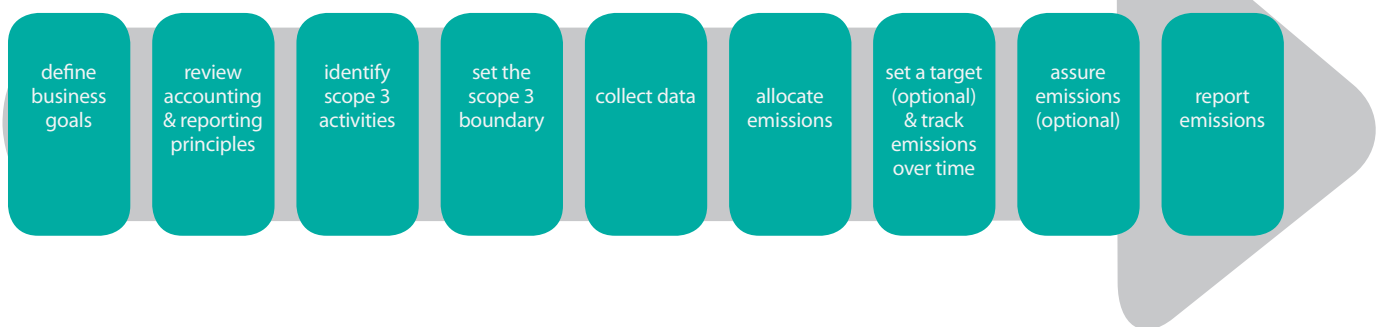 define
business
goals
review
accounting
& reporting
principles
identify
scope 3
activities
set the
scope 3
boundary
collect data
allocate
emissions
set a target
(optional)
& track
emissions
over time
assure
emissions
(optional)
report
emissions